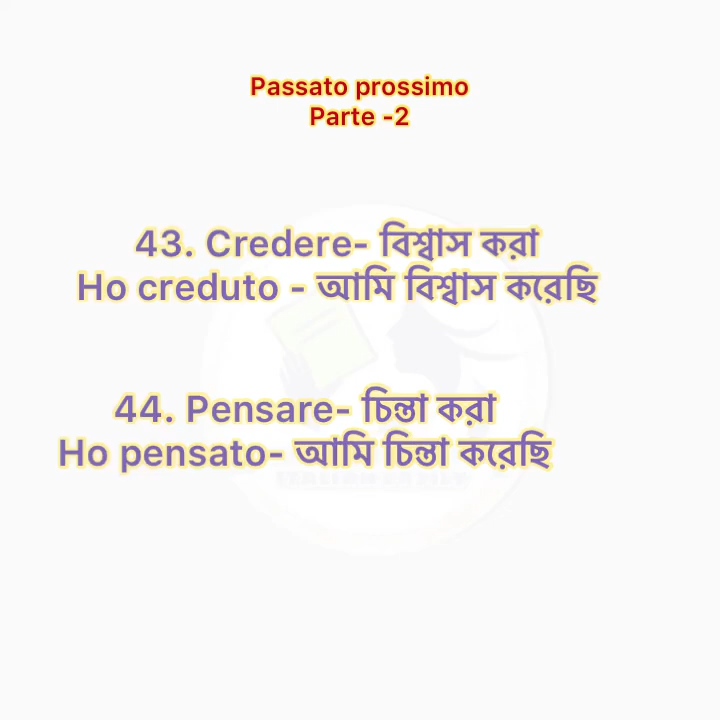 Passato prossimo
Parte -2
43. Credere- বিশ্বাস করা
Ho creduto - আমি বিশ্বাস করেছি
44. Pensare- চিন্তা করা
Ho pensato- আমি চিন্তা করেছি